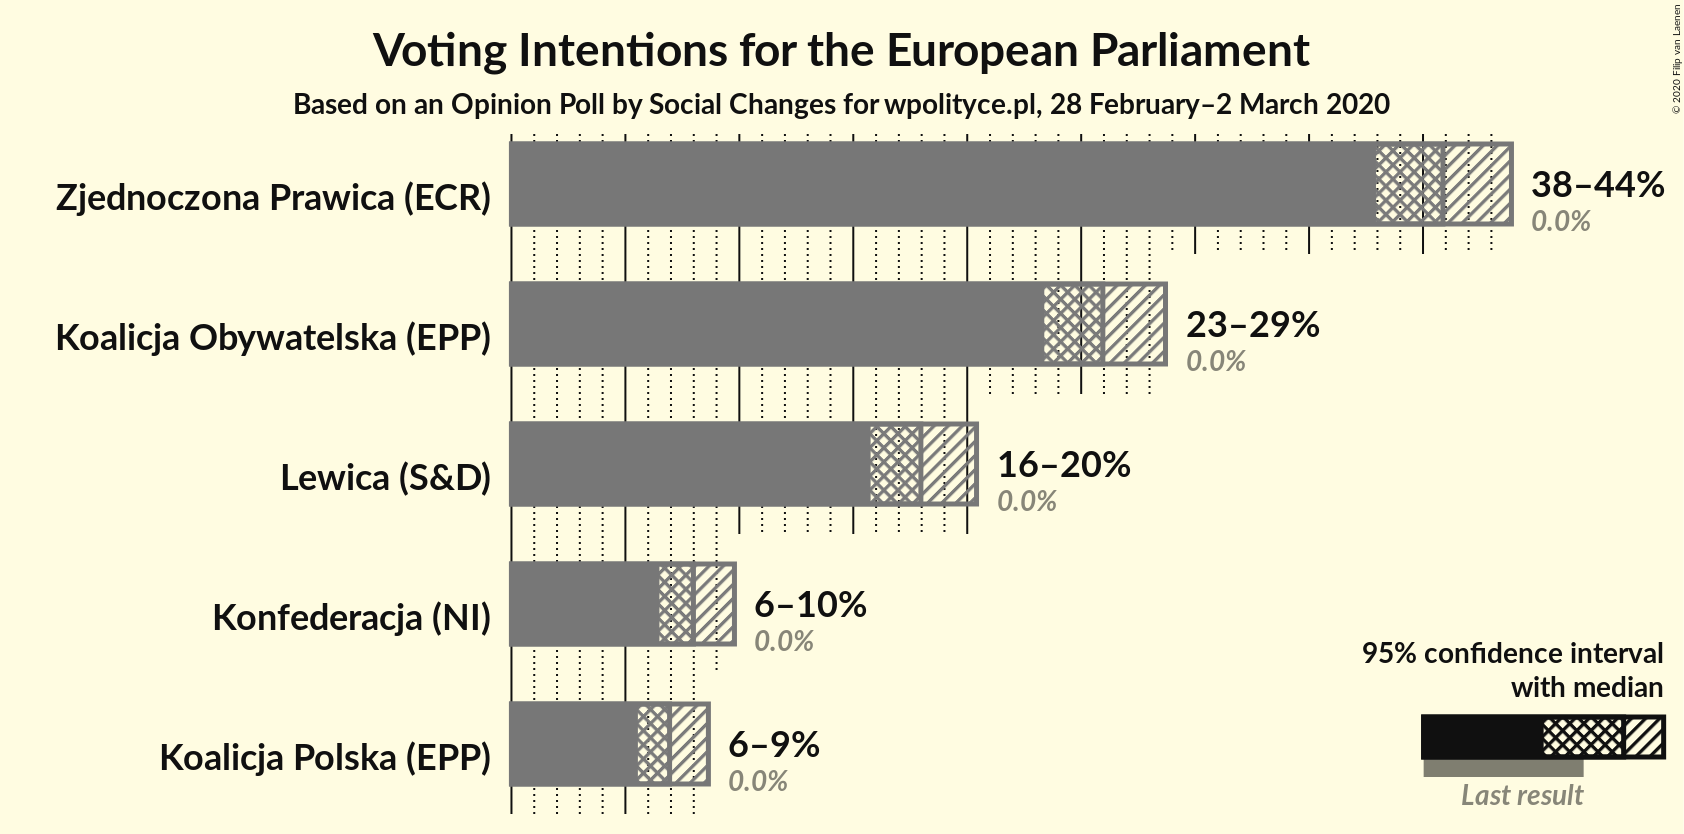 Voting Intentions for the European Parliament
Based on an Opinion Poll by Social Changes for wpolityce.pl, 28 February–2 March 2020
© 2020 Filip van Laenen
Zjednoczona Prawica (ECR)
38–44%
0.0%
Koalicja Obywatelska (EPP)
23–29%
0.0%
Lewica (S&D)
16–20%
0.0%
Konfederacja (NI)
6–10%
0.0%
Koalicja Polska (EPP)
6–9%
0.0%
95% confidence interval
with median
Last result